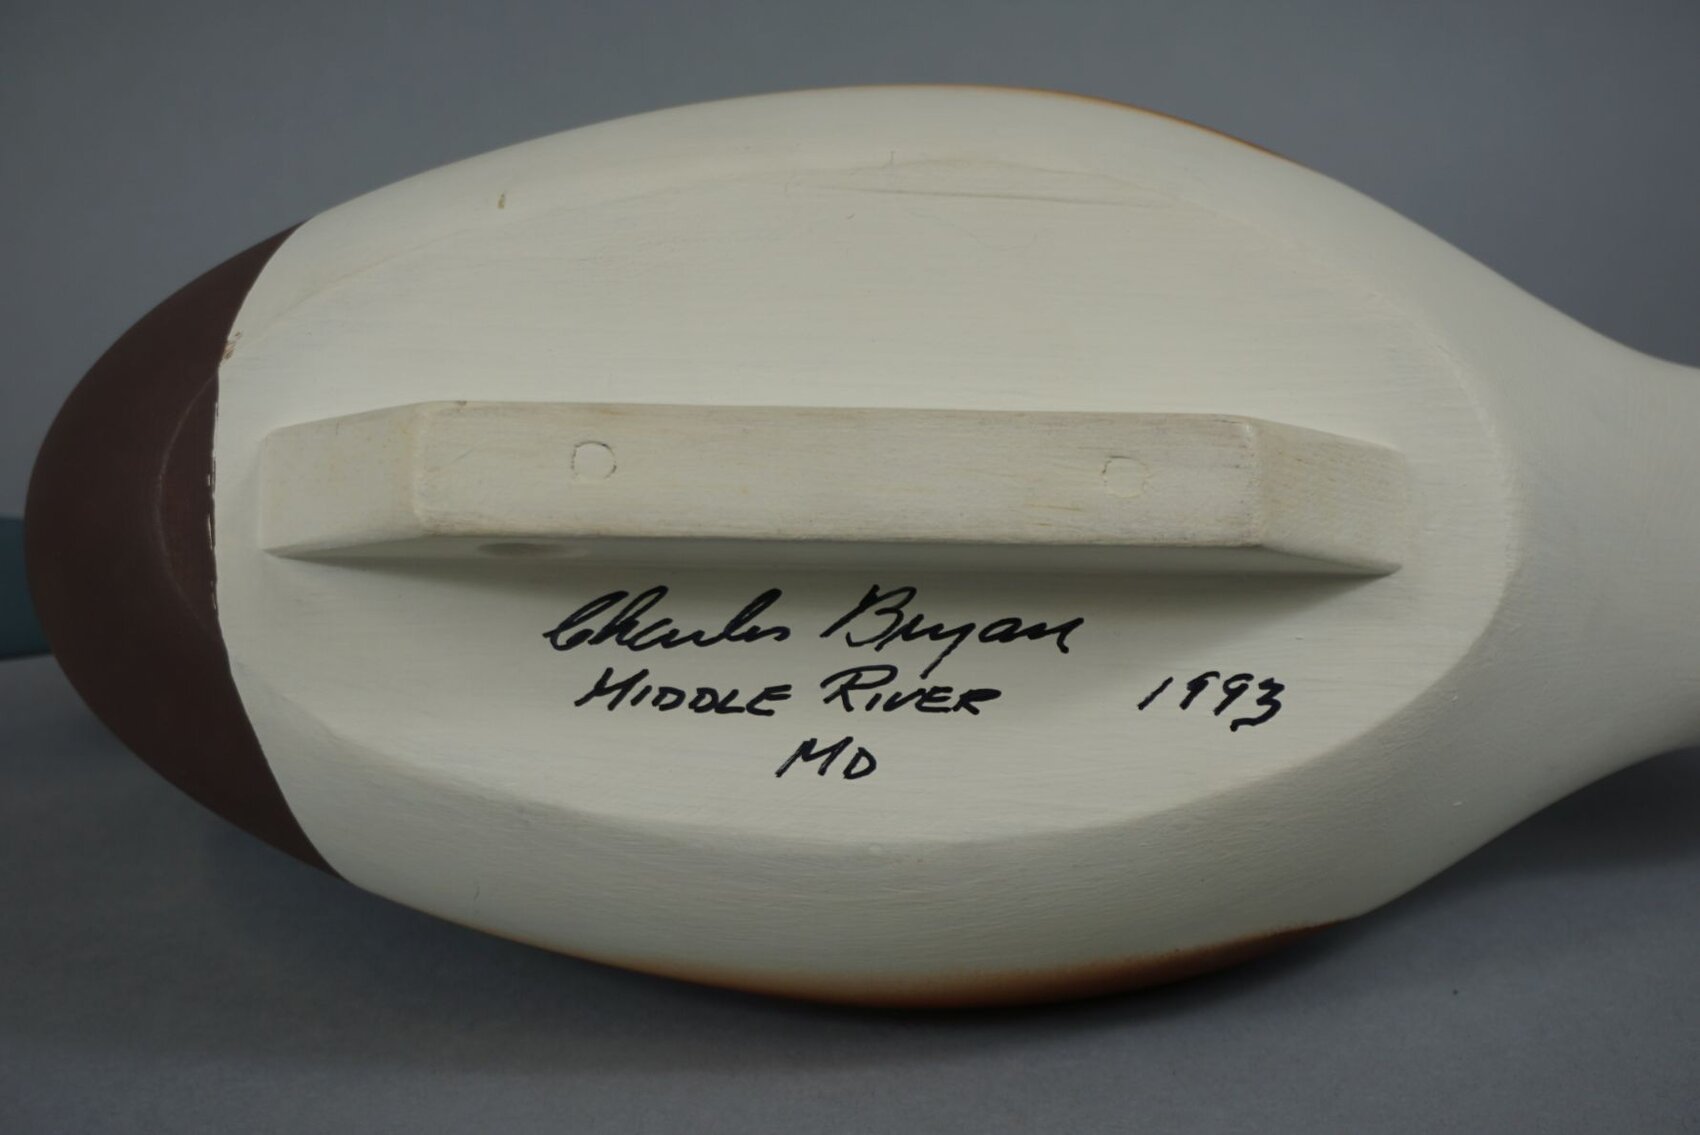 Charles Bryan
MIDDLE RIVER 1993
MD